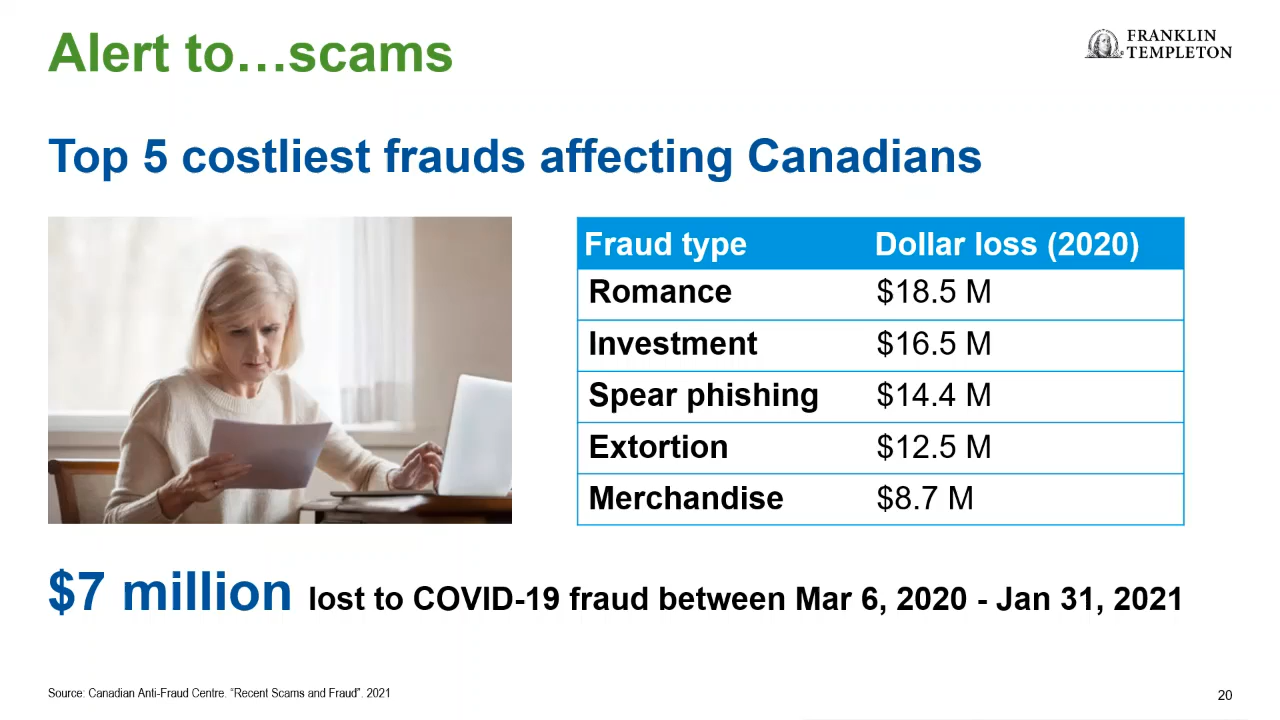 Alert to…scams
FRANKLIN
TEMPLETON
Top 5 costliest frauds affecting Canadians
Fraud type Dollar loss (2020)
Romance $18.5 M
Investment $16.5 M
Spear phishing $14.4 M
Extortion $12.5 M
Merchandise $8.7 M
$7 million lost to COVID-19 fraud between Mar 6, 2020 - Jan 31, 2021
Source: Canadian Anti-Fraud Centre. “Recent Scams and Fraud”. 2021
20